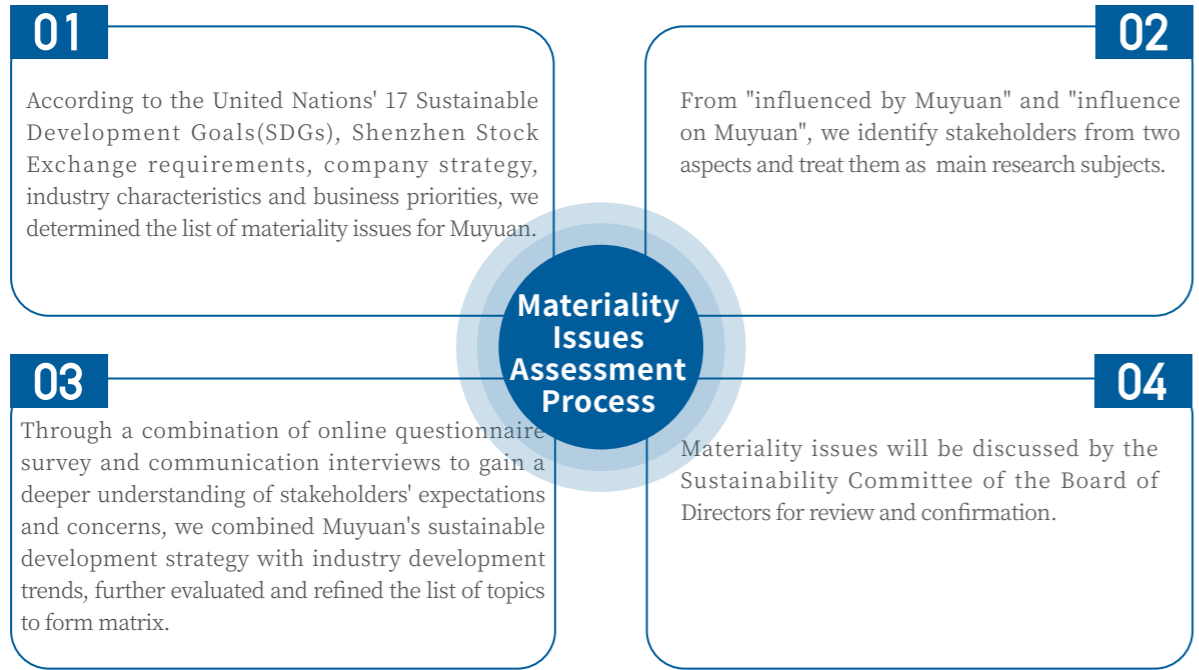 01
According to the United Nations' 17 Sustainable
Development Goals(SDGs), Shenzhen Stock
Exchange requirements, company strategy,
industry characteristics and business priorities, we
determined the list of materiality issues for Muyuan.
02
From "influenced by Muyuan" and "influence
on Muyuan", we identify stakeholders from two
aspects and treat them as main research subjects.
Materiality
Issues
Assessment
Process
03
Through a combination of online questionnaire
survey and communication interviews to gain a
deeper understanding of stakeholders' expectations
and concerns, we combined Muyuan's sustainable
development strategy with industry development
trends, further evaluated and refined the list of topics
to form matrix.
04
Materiality issues will be discussed by the
Sustainability Committee of the Board of
Directors for review and confirmation.